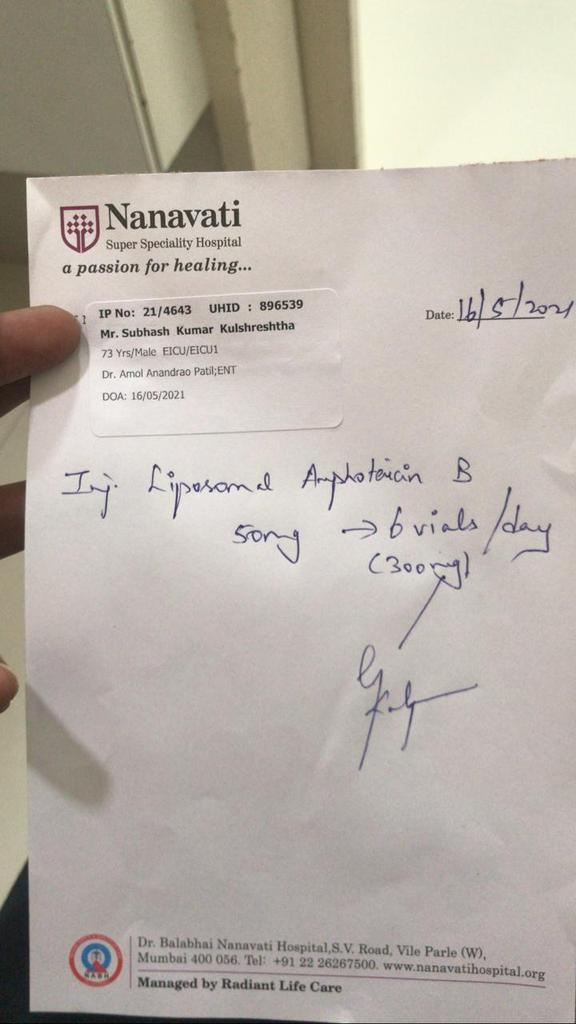 Nanavati
Super Speciality Hospital
a passion for healing...
IP No: 21/4643 UHID : 896539
Mr. Subhash Kumar Kulshreshtha
73 Yrs/Male EICU/EICU1
Dr. Amol Anandrao Patil;ENT
DOA: 16/05/2021
Date: 16/5/2021
Inj. Liposomal Amphotericin B
50mg → 6 vials/day
(300mg)
NABH
Dr. Balabhai Nanavati Hospital,S.V. Road, Vile Parle (W),
Mumbai 400 056. Tel: +91 22 26267500. www.nanavatihospital.org
Managed by Radiant Life Care